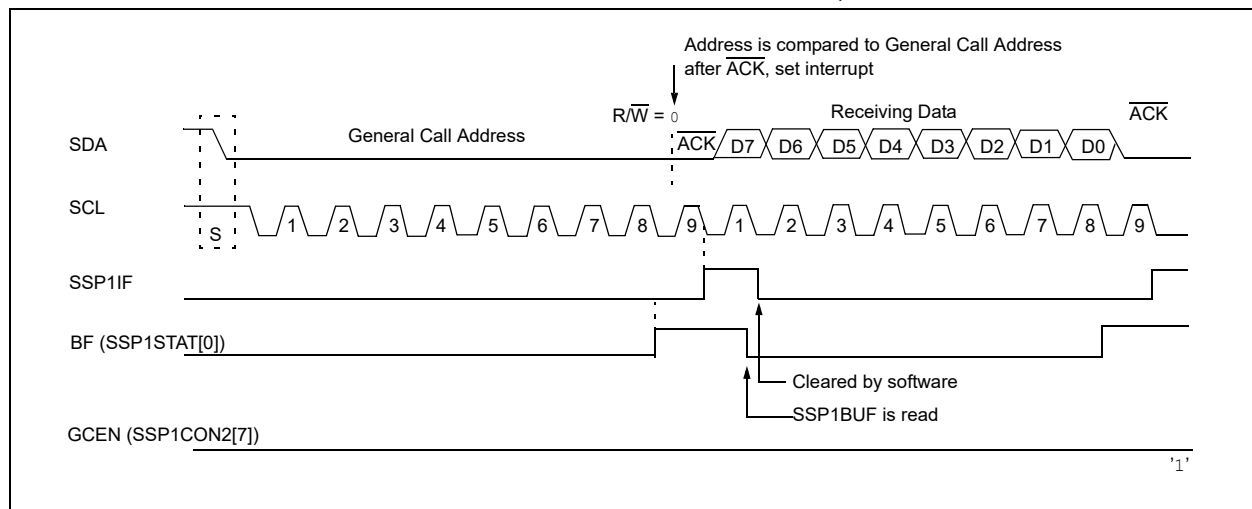 Address is compared to General Call Address
after ACK, set interrupt
R/W = 0
Receiving Data
ACK
SDA
General Call Address
ACK D7 D6 D5 D4 D3 D2 D1 D0
SCL
S
1 2 3 4 5 6 7 8 9 1 2 3 4 5 6 7 8 9
SSP1IF
BF (SSP1STAT[0])
Cleared by software
SSP1BUF is read
GCEN (SSP1CON2[7])
'1'